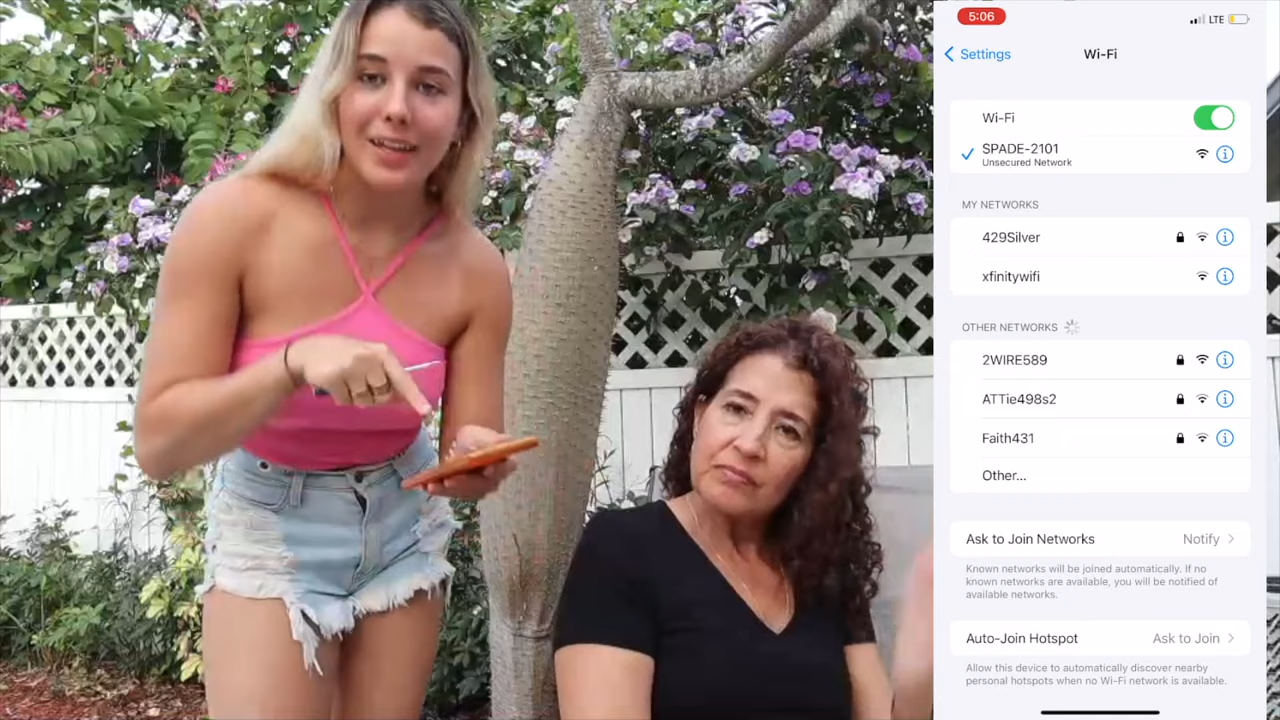 5:06
LTE
Settings
Wi-Fi
Wi-Fi
SPADE-2101
Unsecured Network
MY NETWORKS
429Silver
xfinitywifi
OTHER NETWORKS
2WIRE589
ATTie498s2
Faith431
Other...
Ask to Join Networks Notify
Known networks will be joined automatically. If no
known networks are available, you will be notified of
available networks.
Auto-Join Hotspot Ask to Join
Allow this device to automatically discover nearby
personal hotspots when no Wi-Fi network is available.